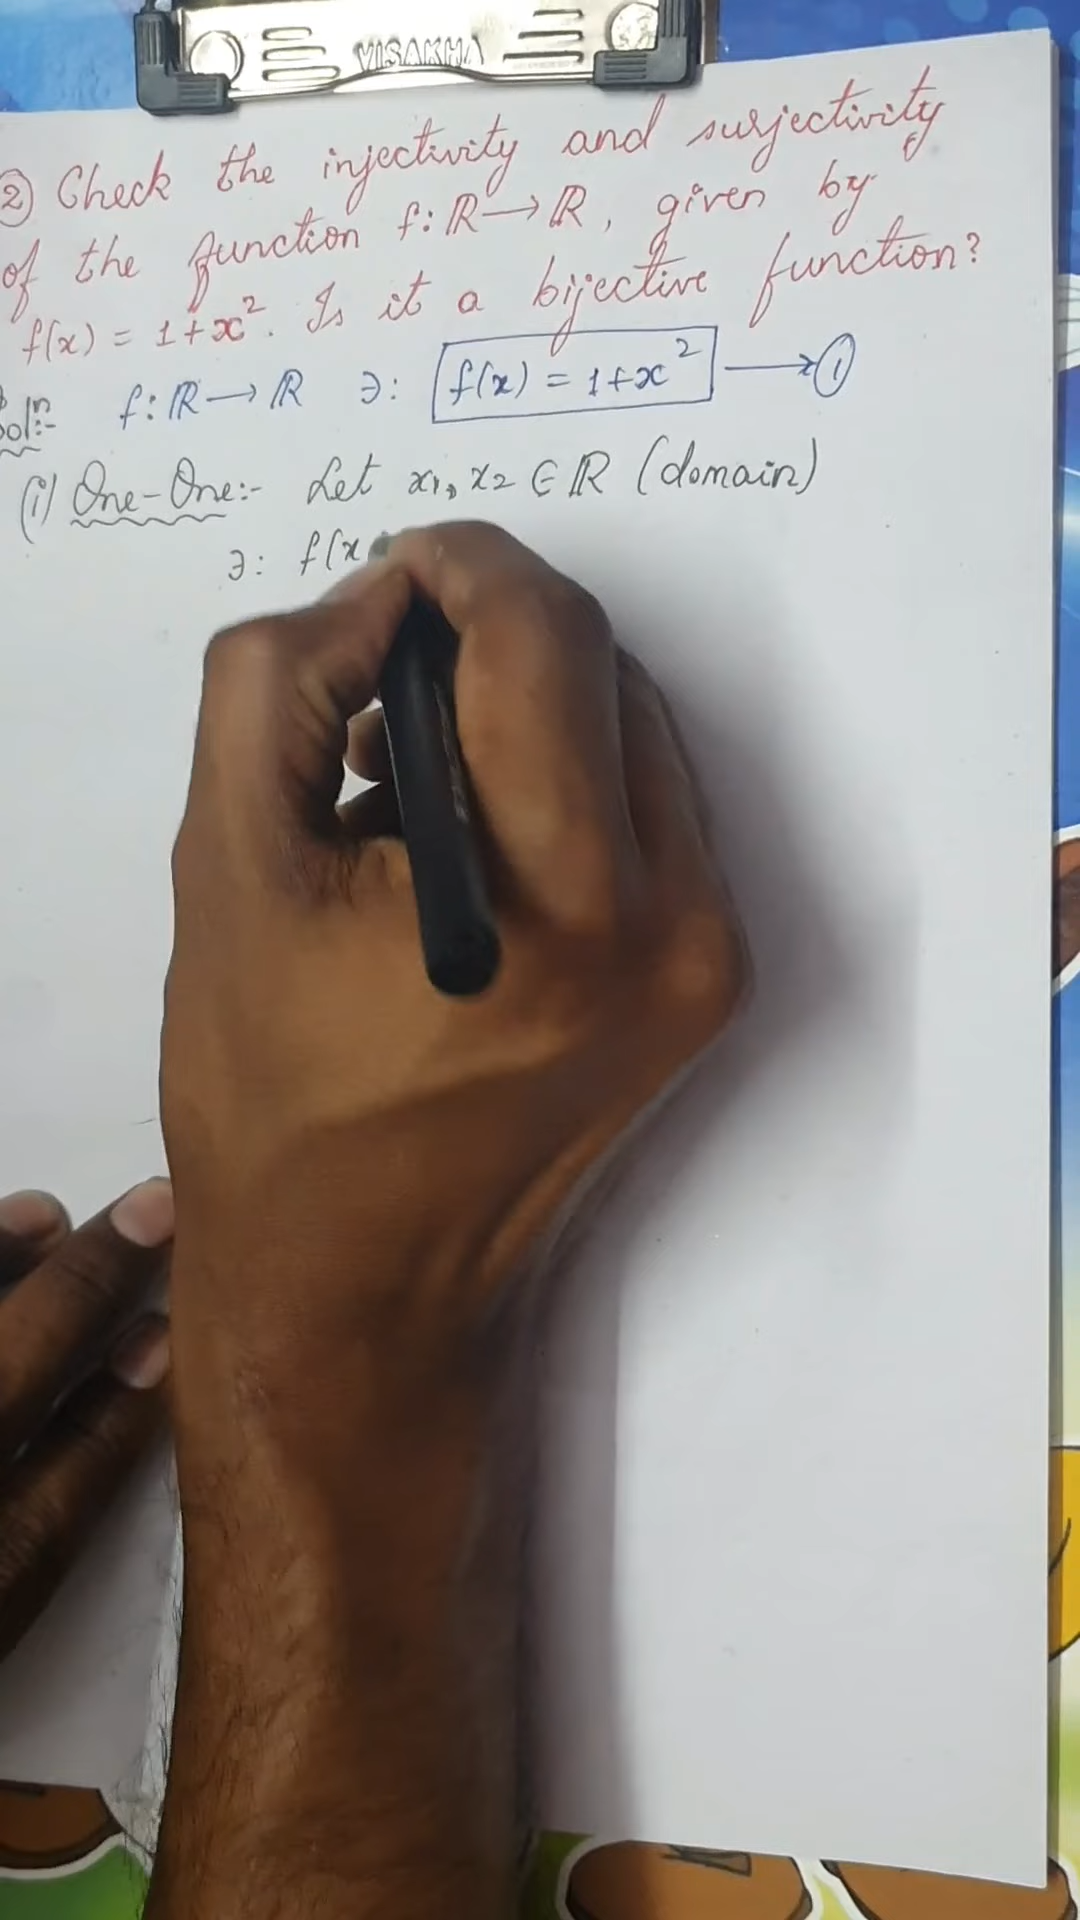 VISAKHA
② Check the injectivity and surjectivity
of the function f: ℝ → ℝ, given by
f(x) = 1+x². Is it a bijective function?
Solⁿ:- f: ℝ → ℝ ∋: f(x) = 1+x² → ①
(i) One-One:- Let x₁, x₂ ∈ ℝ (domain)
∋: f(x